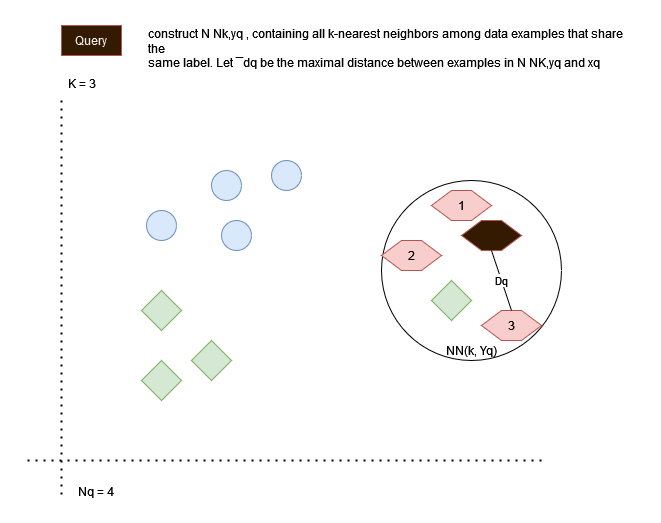 Query
construct N Nk,yq , containing all k-nearest neighbors among data examples that share
the
same label. Let ¯dq be the maximal distance between examples in N NK,yq and xq
K = 3
1
2
Dq
3
NN(k, Yq)
Nq = 4